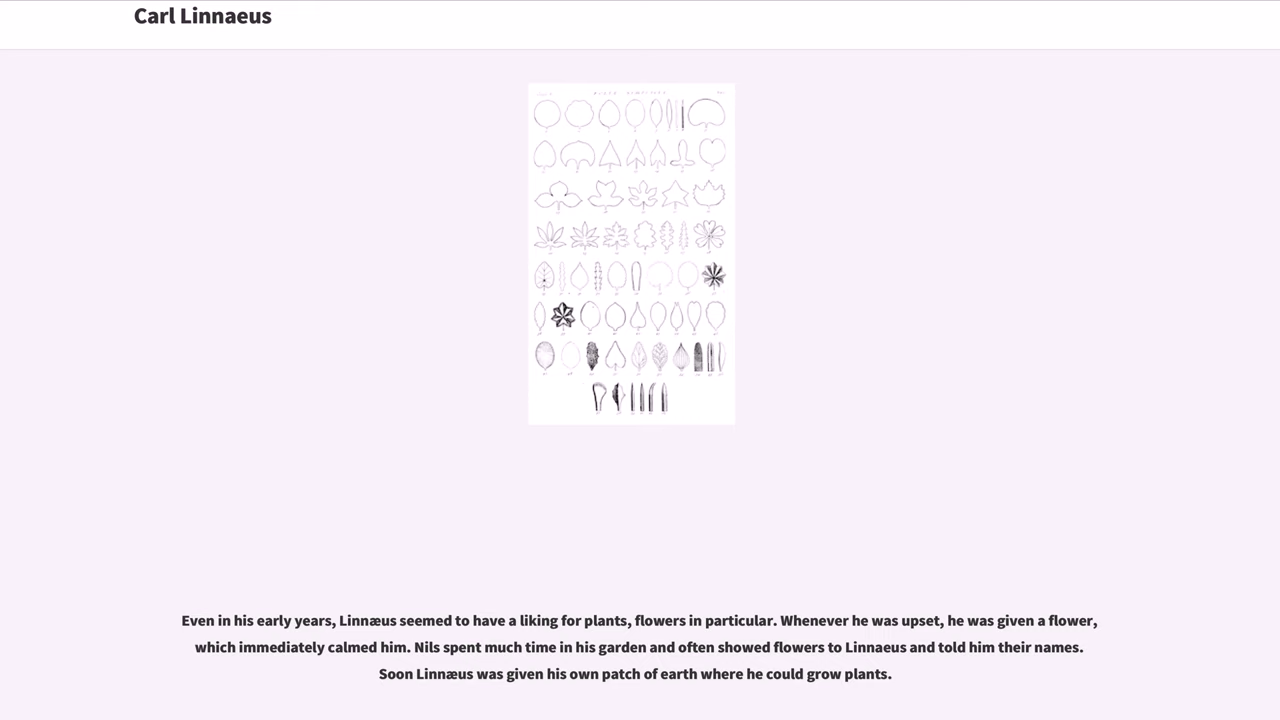 Carl Linnaeus
Even in his early years, Linnæus seemed to have a liking for plants, flowers in particular. Whenever he was upset, he was given a flower,
which immediately calmed him. Nils spent much time in his garden and often showed flowers to Linnaeus and told him their names.
Soon Linnæus was given his own patch of earth where he could grow plants.